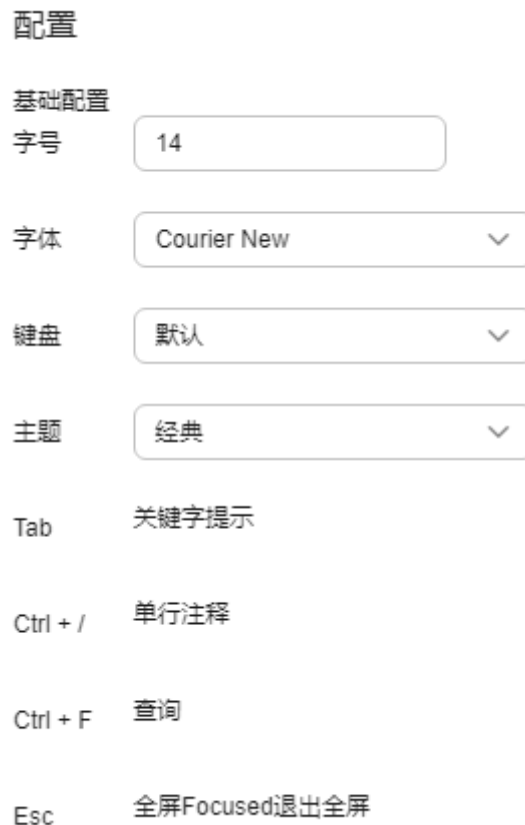 配置
基础配置
字号 14
字体 Courier New
键盘 默认
主题 经典
Tab 关键字提示
Ctrl + / 单行注释
Ctrl + F 查询
Esc 全屏Focused退出全屏